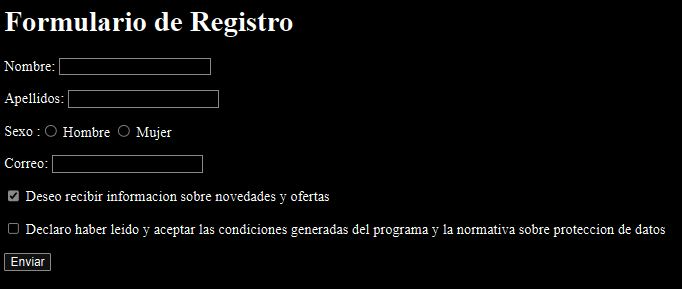 Formulario de Registro
Nombre:
Apellidos:
Sexo : Hombre Mujer
Correo:
Deseo recibir informacion sobre novedades y ofertas
Declaro haber leido y aceptar las condiciones generadas del programa y la normativa sobre proteccion de datos
Enviar